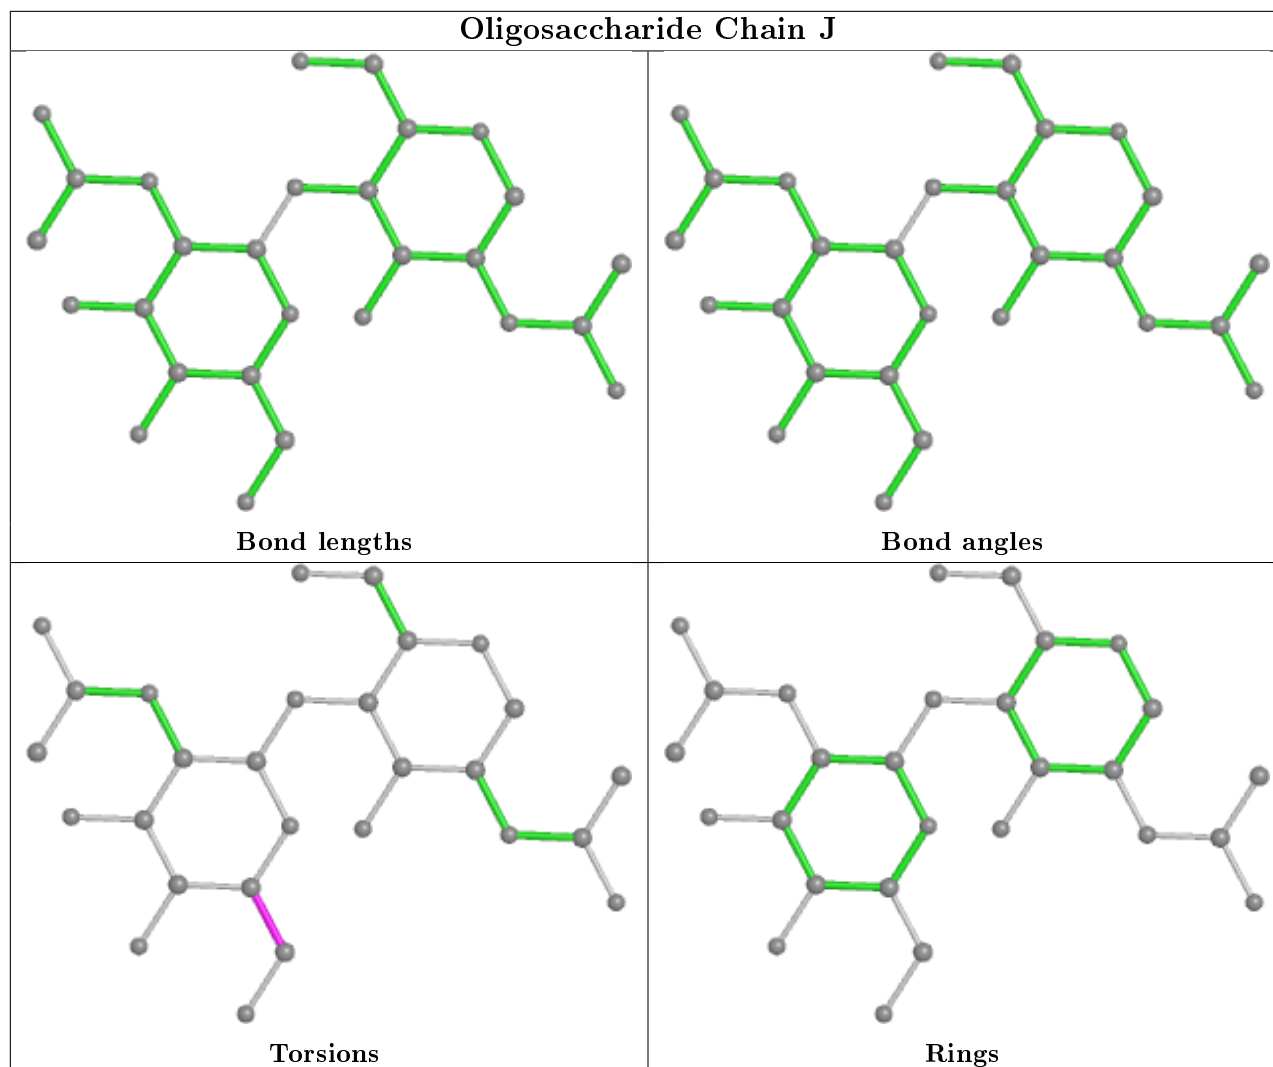 Oligosaccharide Chain J
Bond lengths
Bond angles
Torsions
Rings